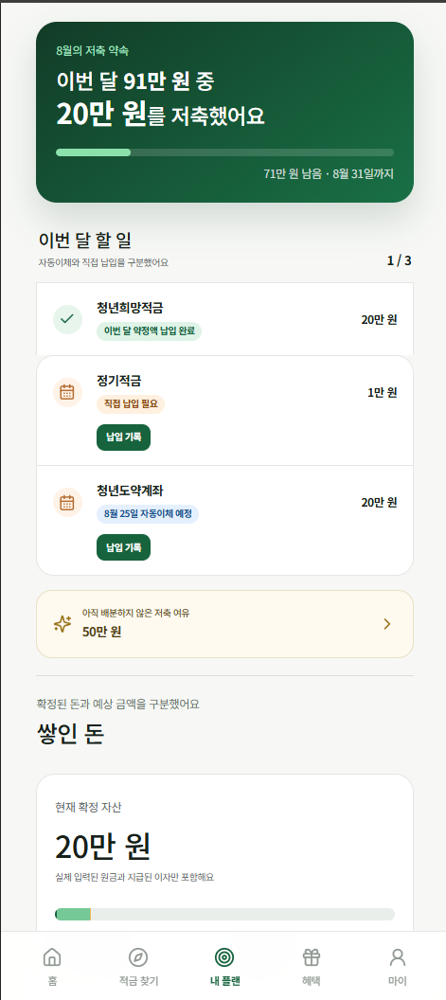 8월의 저축 약속
이번 달 91만 원 중
20만 원를 저축했어요
71만 원 남음 · 8월 31일까지
이번 달 할 일
자동이체와 직접 납입을 구분했어요
1 / 3
청년희망적금
20만 원
이번 달 약정액 납입 완료
정기적금
1만 원
직접 납입 필요
납입 기록
청년도약계좌
20만 원
8월 25일 자동이체 예정
납입 기록
아직 배분하지 않은 저축 여유
50만 원
확정된 돈과 예상 금액을 구분했어요
쌓인 돈
현재 확정 자산
20만 원
실제 입력된 원금과 지급된 이자만 포함해요
홈
적금 찾기
내 플랜
혜택
마이